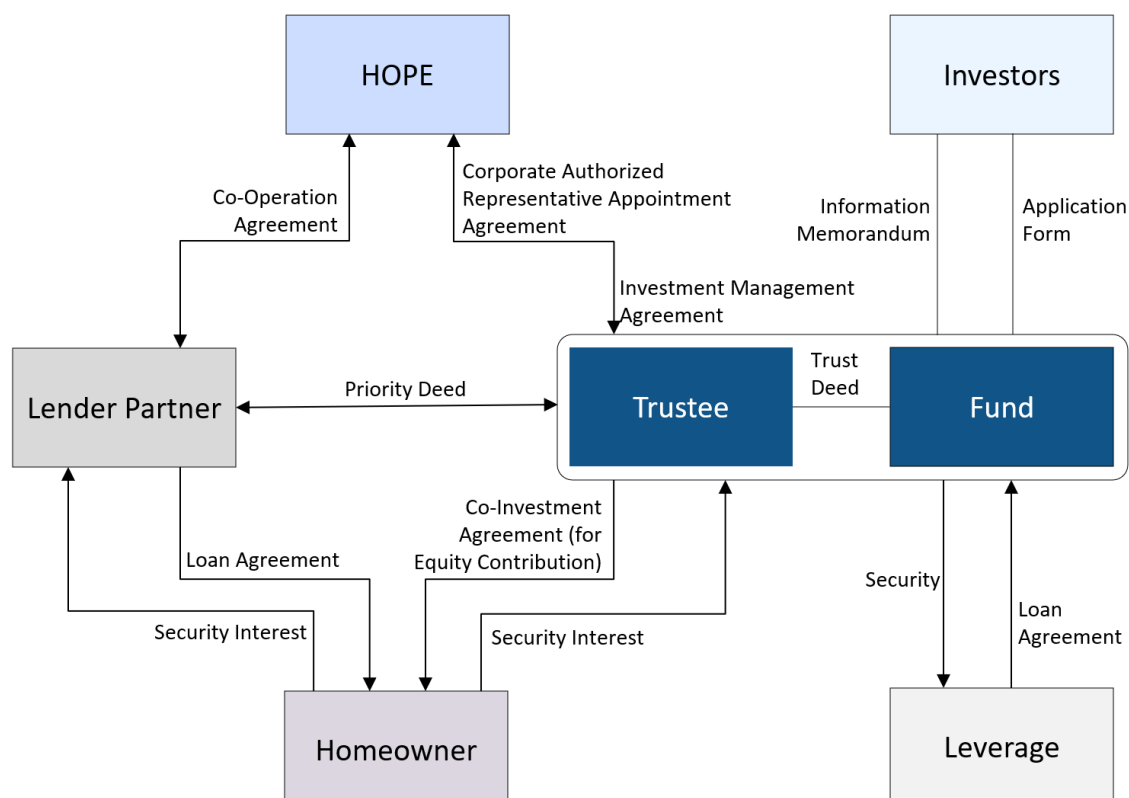 HOPE
Investors
Co-Operation
Agreement
Corporate Authorized
Representative Appointment
Agreement
Information
Memorandum
Application
Form
Investment Management
Agreement
Lender Partner
Priority Deed
Trustee
Trust
Deed
Fund
Loan Agreement
Co-Investment
Agreement (for
Equity Contribution)
Security Interest
Security Interest
Security
Loan
Agreement
Homeowner
Leverage